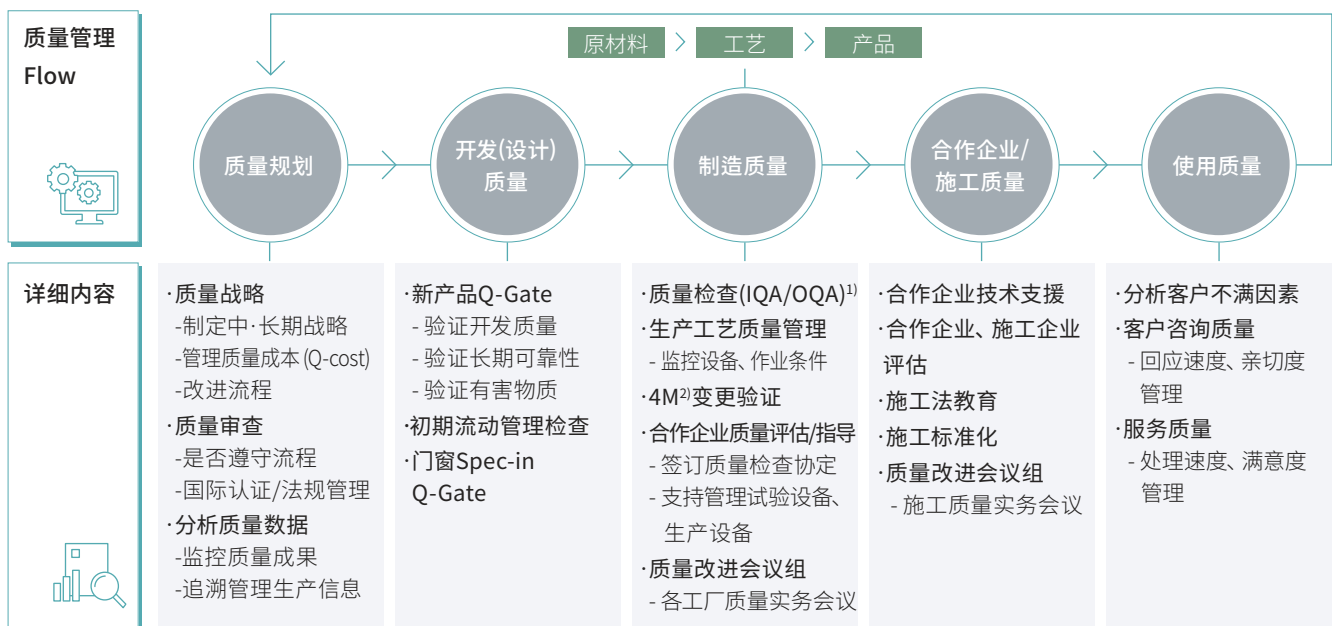 质量管理
Flow
原材料
工艺
产品
质量规划
开发(设计)
质量
制造质量
合作企业/
施工质量
使用质量
详细内容
·质量战略
-制定中·长期战略
-管理质量成本(Q-cost)
-改进流程
·质量审查
-是否遵守流程
-国际认证/法规管理
·分析质量数据
-监控质量成果
-追溯管理生产信息
·新产品Q-Gate
- 验证开发质量
- 验证长期可靠性
- 验证有害物质
·初期流动管理检查
·门窗Spec-in
Q-Gate
·质量检查(IQA/OQA)¹⁾
·生产工艺质量管理
- 监控设备、作业条件
·4M²⁾变更验证
·合作企业质量评估/指导
- 签订质量检查协定
- 支持管理试验设备、
生产设备
·质量改进会议组
- 各工厂质量实务会议
·合作企业技术支援
·合作企业、施工企业
评估
·施工法教育
·施工标准化
·质量改进会议组
- 施工质量实务会议
·分析客户不满因素
·客户咨询质量
- 回应速度、亲切度
管理
·服务质量
- 处理速度、满意度
管理